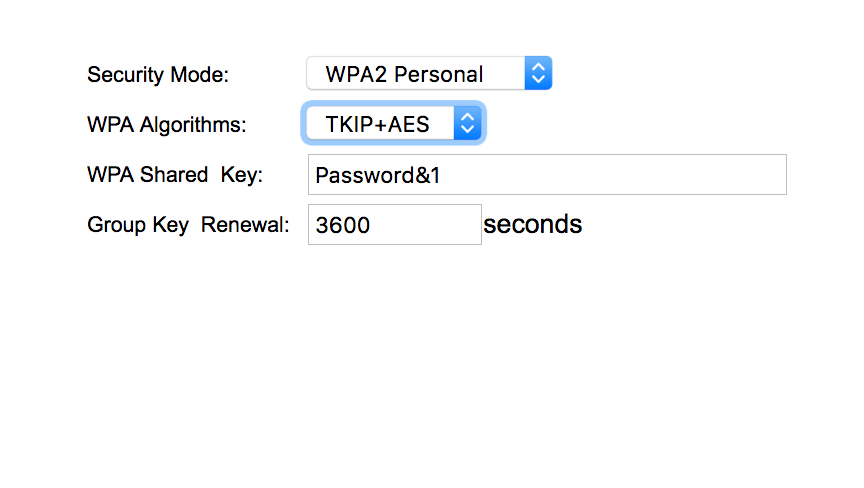 Security Mode: WPA2 Personal
WPA Algorithms: TKIP+AES
WPA Shared Key: Password&1
Group Key Renewal: 3600 seconds